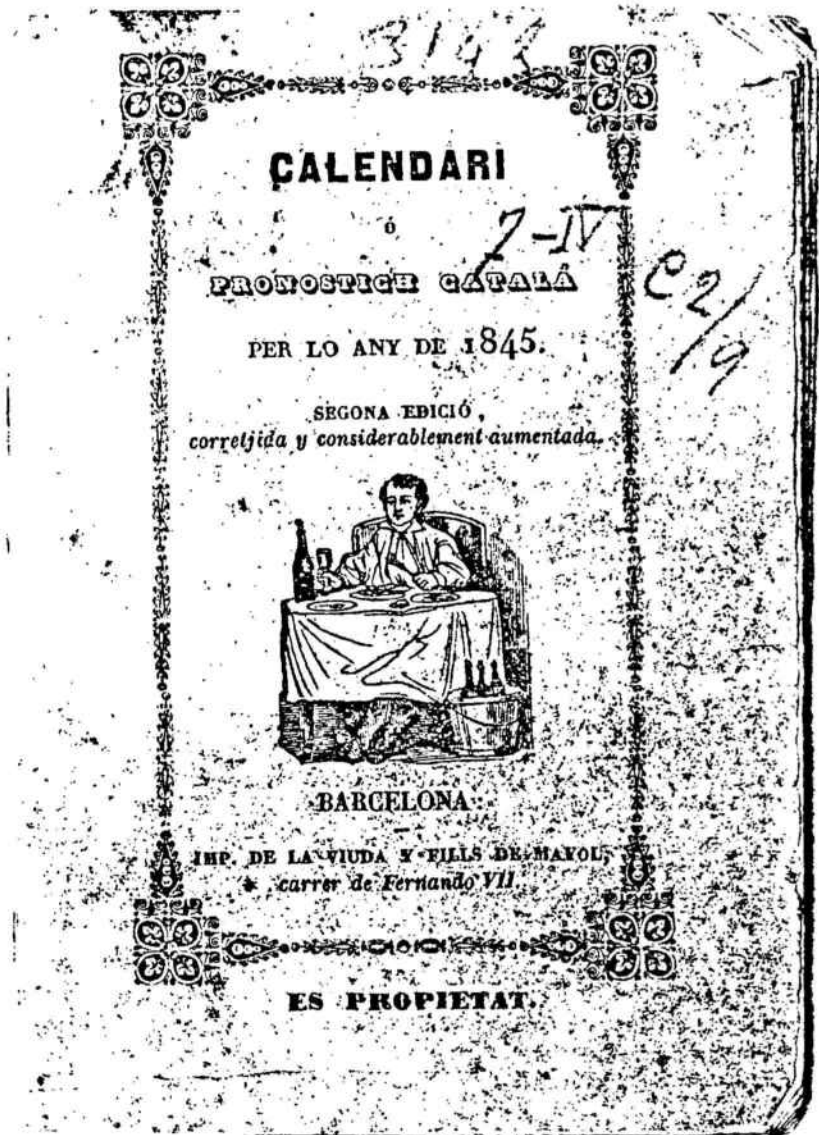 3142
CALENDARI
Ó
7-IV
PRONOSTICH CATALÁ
C2/9
PER LO ANY DE 1845.
SEGONA EDICIÓ,
corretjida y considerablement aumentada.
BARCELONA:
IMP. DE LA VIUDA Y FILLS DE MAYOL,
carrer de Fernando VII
ES PROPIETAT.